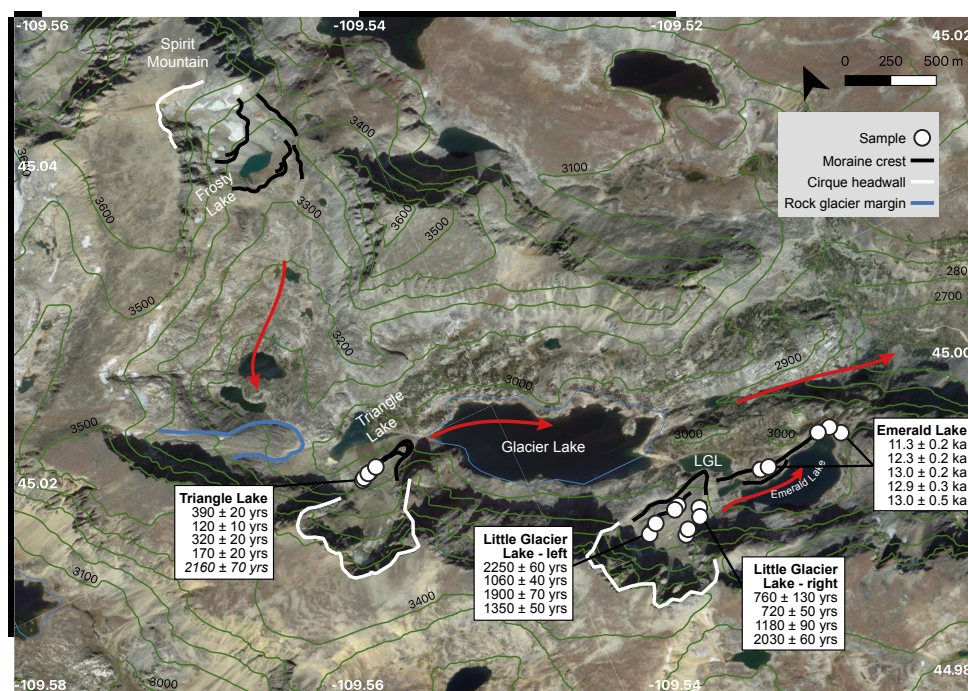 -109.56
-109.54
-109.52
45.02
Spirit
Mountain
0 250 500 m
Sample
Moraine crest
Cirque headwall
Rock glacier margin
45.04
3600
3400
3100
3600
Frosty
Lake
3300
3600
3500
2800
2700
3500
3200
2900
45.00
3000
Triangle
Lake
3500
Glacier Lake
3000
3000
LGL
Emerald Lake
45.02
Emerald Lake
11.3 ± 0.2 ka
12.3 ± 0.2 ka
13.0 ± 0.2 ka
12.9 ± 0.3 ka
13.0 ± 0.5 ka
Triangle Lake
390 ± 20 yrs
120 ± 10 yrs
320 ± 20 yrs
170 ± 20 yrs
2160 ± 70 yrs
Little Glacier
Lake - left
2250 ± 60 yrs
1060 ± 40 yrs
1900 ± 70 yrs
1350 ± 50 yrs
Little Glacier
Lake - right
760 ± 130 yrs
720 ± 50 yrs
1180 ± 90 yrs
2030 ± 60 yrs
3100
3400
3000
-109.58
-109.56
-109.54
44.98